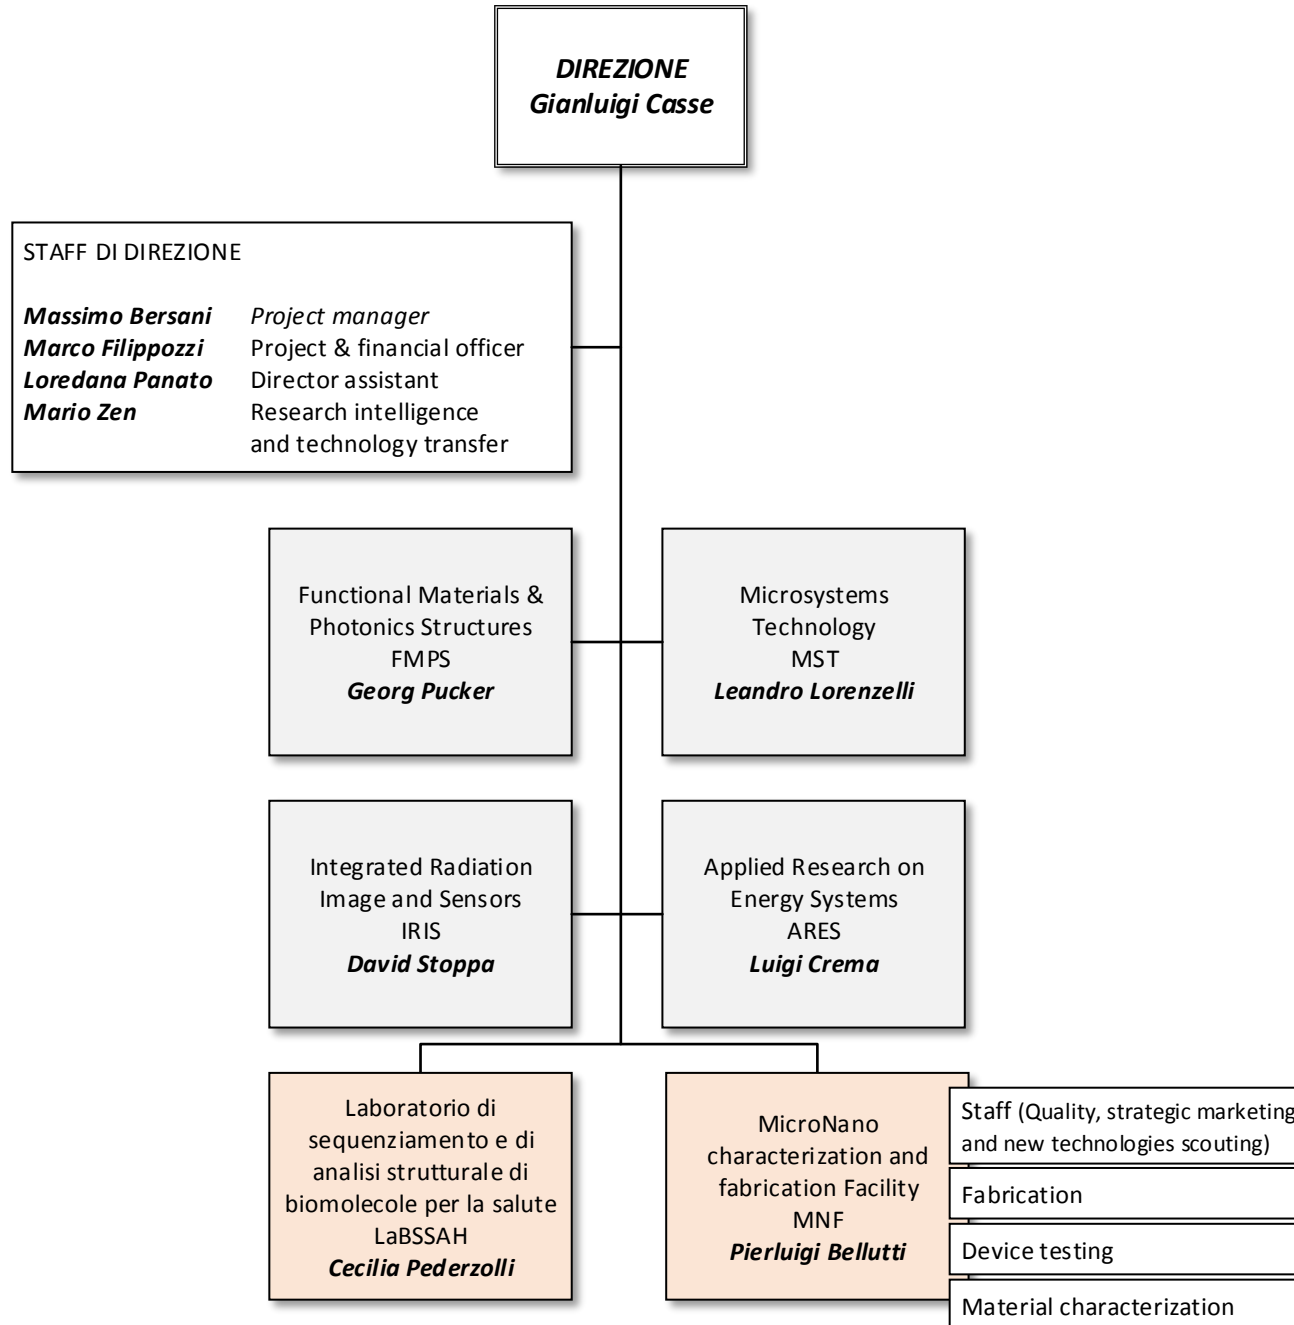 DIREZIONE
Gianluigi Casse
STAFF DI DIREZIONE
Massimo Bersani Project manager
Marco Filippozzi Project & financial officer
Loredana Panato Director assistant
Mario Zen Research intelligence
and technology transfer
Functional Materials &
Photonics Structures
FMPS
Georg Pucker
Microsystems
Technology
MST
Leandro Lorenzelli
Integrated Radiation
Image and Sensors
IRIS
David Stoppa
Applied Research on
Energy Systems
ARES
Luigi Crema
Laboratorio di
sequenziamento e di
analisi strutturale di
biomolecole per la salute
LaBSSAH
Cecilia Pederzolli
MicroNano
characterization and
fabrication Facility
MNF
Pierluigi Bellutti
Staff (Quality, strategic marketing
and new technologies scouting)
Fabrication
Device testing
Material characterization